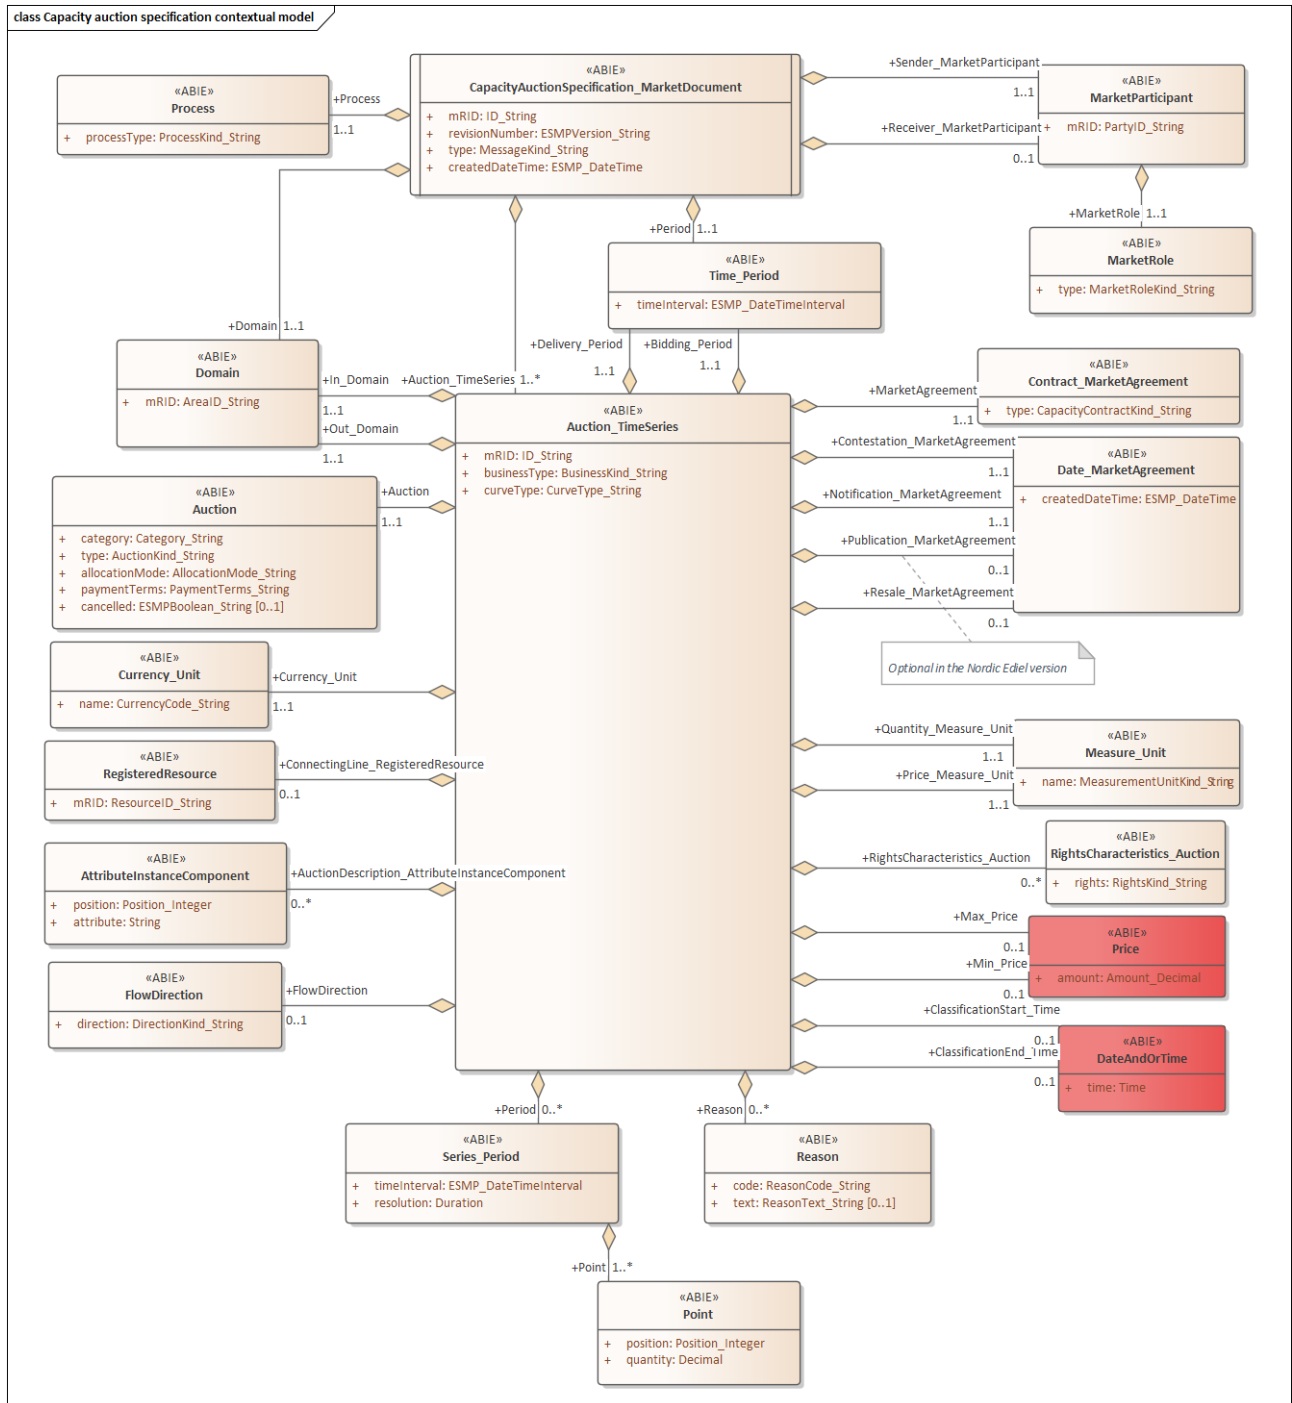 class Capacity auction specification contextual model
«ABIE»
CapacityAuctionSpecification_MarketDocument
+ mRID: ID_String
+ revisionNumber: ESMPVersion_String
+ type: MessageKind_String
+ createdDateTime: ESMP_DateTime
«ABIE»
Process
+ processType: ProcessKind_String
+Process
1..1
+Sender_MarketParticipant
1..1
+Receiver_MarketParticipant
0..1
«ABIE»
MarketParticipant
+ mRID: PartyID_String
+MarketRole 1..1
«ABIE»
MarketRole
+ type: MarketRoleKind_String
+Period 1..1
«ABIE»
Time_Period
+ timeInterval: ESMP_DateTimeInterval
+Domain 1..1
«ABIE»
Domain
+ mRID: AreaID_String
+Delivery_Period
1..1
+Bidding_Period
1..1
+In_Domain
1..1
+Out_Domain
1..1
+Auction_TimeSeries 1..*
«ABIE»
Auction_TimeSeries
+ mRID: ID_String
+ businessType: BusinessKind_String
+ curveType: CurveType_String
+MarketAgreement
1..1
«ABIE»
Contract_MarketAgreement
+ type: CapacityContractKind_String
+Contestation_MarketAgreement
1..1
+Notification_MarketAgreement
1..1
+Publication_MarketAgreement
0..1
+Resale_MarketAgreement
0..1
«ABIE»
Date_MarketAgreement
+ createdDateTime: ESMP_DateTime
Optional in the Nordic Ediel version
+Auction
1..1
«ABIE»
Auction
+ category: Category_String
+ type: AuctionKind_String
+ allocationMode: AllocationMode_String
+ paymentTerms: PaymentTerms_String
+ cancelled: ESMPBoolean_String [0..1]
«ABIE»
Currency_Unit
+ name: CurrencyCode_String
+Currency_Unit
1..1
«ABIE»
RegisteredResource
+ mRID: ResourceID_String
+ConnectingLine_RegisteredResource
0..1
+Quantity_Measure_Unit
1..1
+Price_Measure_Unit
1..1
«ABIE»
Measure_Unit
+ name: MeasurementUnitKind_String
«ABIE»
AttributeInstanceComponent
+ position: Position_Integer
+ attribute: String
+AuctionDescription_AttributeInstanceComponent
0..*
+RightsCharacteristics_Auction
0..*
«ABIE»
RightsCharacteristics_Auction
+ rights: RightsKind_String
+Max_Price
0..1
+Min_Price
0..1
«ABIE»
Price
+ amount: Amount_Decimal
«ABIE»
FlowDirection
+ direction: DirectionKind_String
+FlowDirection
0..1
+ClassificationStart_Time
0..1
+ClassificationEnd_Time
0..1
«ABIE»
DateAndOrTime
+ time: Time
+Period 0..*
«ABIE»
Series_Period
+ timeInterval: ESMP_DateTimeInterval
+ resolution: Duration
+Reason 0..*
«ABIE»
Reason
+ code: ReasonCode_String
+ text: ReasonText_String [0..1]
+Point 1..*
«ABIE»
Point
+ position: Position_Integer
+ quantity: Decimal